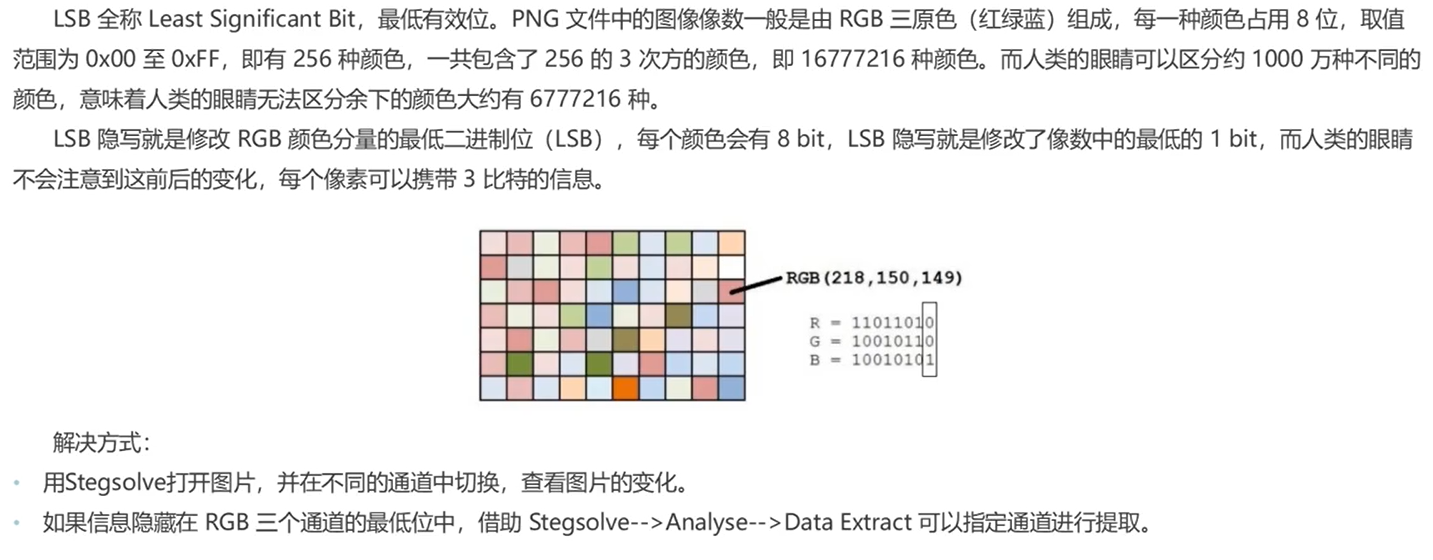 LSB 全称 Least Significant Bit，最低有效位。PNG 文件中的图像像数一般是由 RGB 三原色（红绿蓝）组成，每一种颜色占用 8 位，取值
范围为 0x00 至 0xFF，即有 256 种颜色，一共包含了 256 的 3 次方的颜色，即 16777216 种颜色。而人类的眼睛可以区分约 1000 万种不同的
颜色，意味着人类的眼睛无法区分余下的颜色大约有 6777216 种。
LSB 隐写就是修改 RGB 颜色分量的最低二进制位（LSB），每个颜色会有 8 bit，LSB 隐写就是修改了像数中的最低的 1 bit，而人类的眼睛
不会注意到这前后的变化，每个像素可以携带 3 比特的信息。
RGB(218,150,149)
R = 11011010
G = 10010110
B = 10010101
解决方式：
• 用Stegsolve打开图片，并在不同的通道中切换，查看图片的变化。
• 如果信息隐藏在 RGB 三个通道的最低位中，借助 Stegsolve-->Analyse-->Data Extract 可以指定通道进行提取。